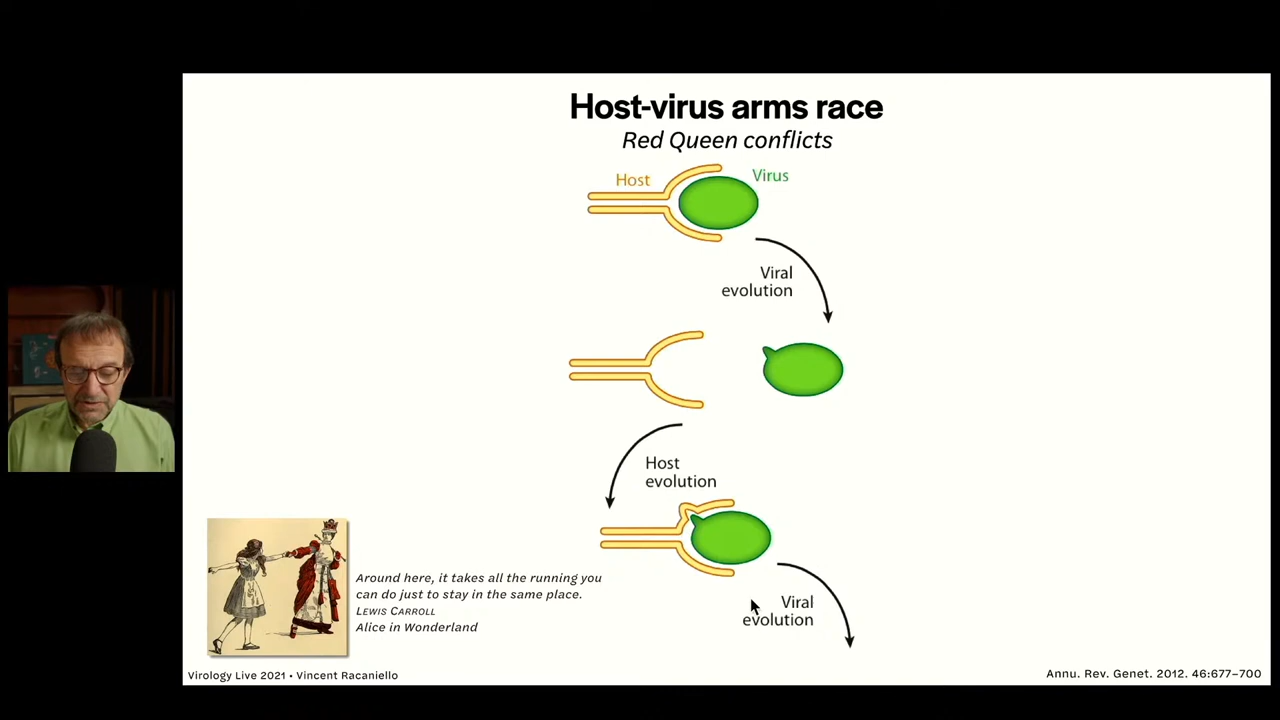 Host-virus arms race
Red Queen conflicts
Host
Virus
Viral
evolution
Host
evolution
Viral
evolution
Around here, it takes all the running you
can do just to stay in the same place.
LEWIS CARROLL
Alice in Wonderland
Virology Live 2021 • Vincent Racaniello
Annu. Rev. Genet. 2012. 46:677–700